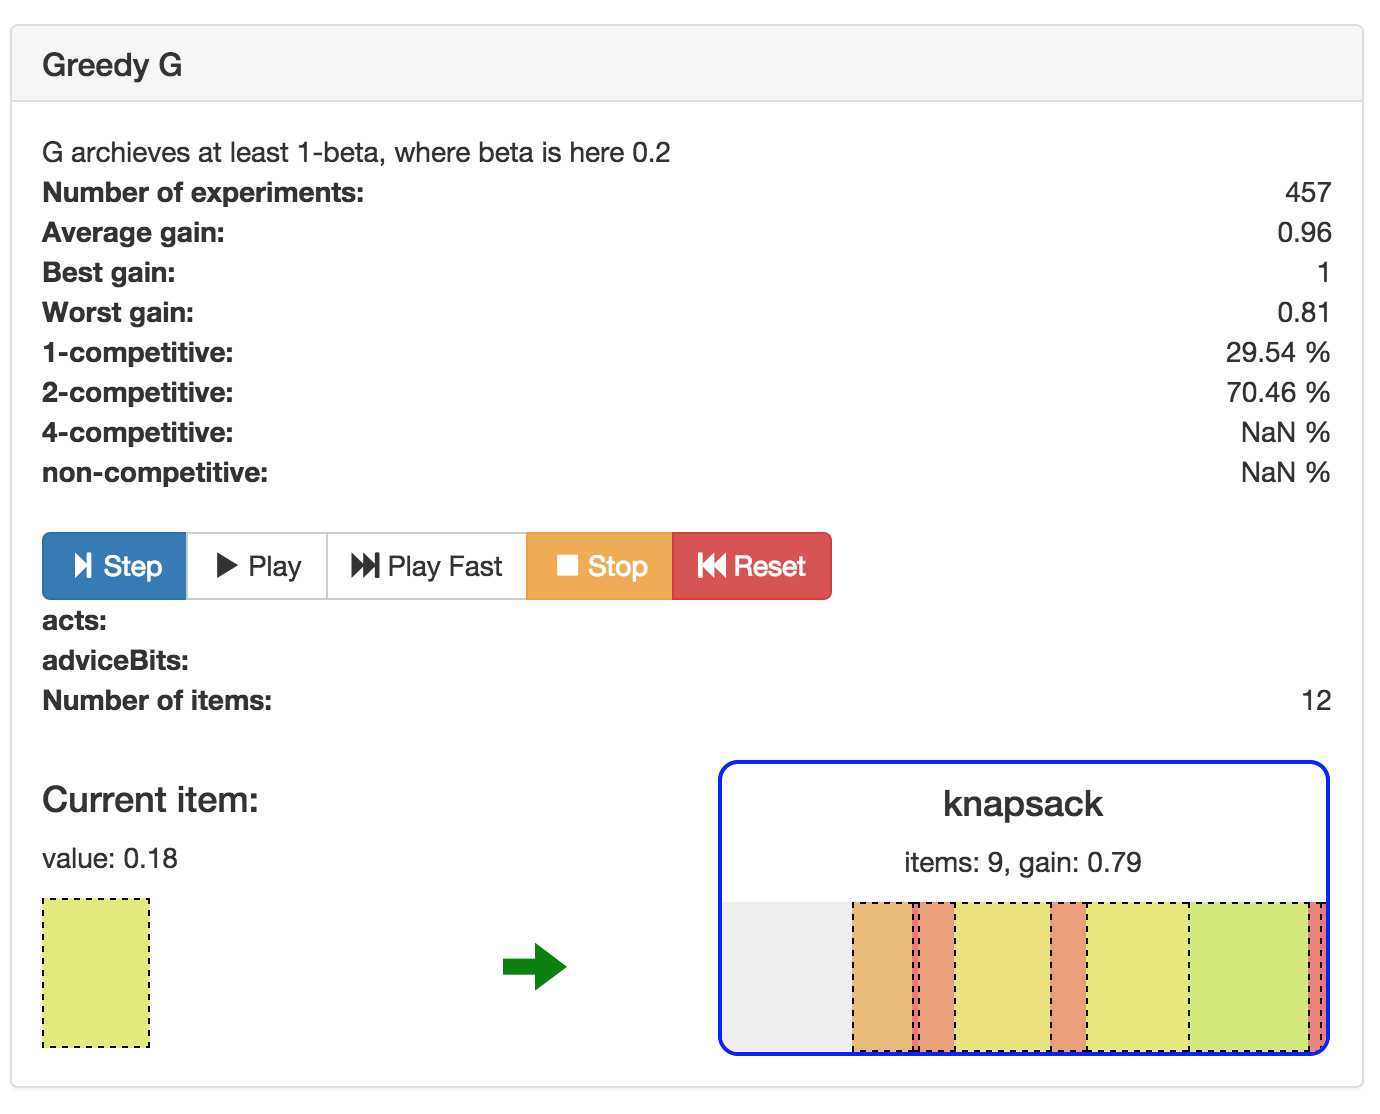 Greedy G
G archieves at least 1-beta, where beta is here 0.2
Number of experiments: 457
Average gain: 0.96
Best gain: 1
Worst gain: 0.81
1-competitive: 29.54 %
2-competitive: 70.46 %
4-competitive: NaN %
non-competitive: NaN %
Step Play Play Fast Stop Reset
acts:
adviceBits:
Number of items: 12
Current item:
value: 0.18
knapsack
items: 9, gain: 0.79